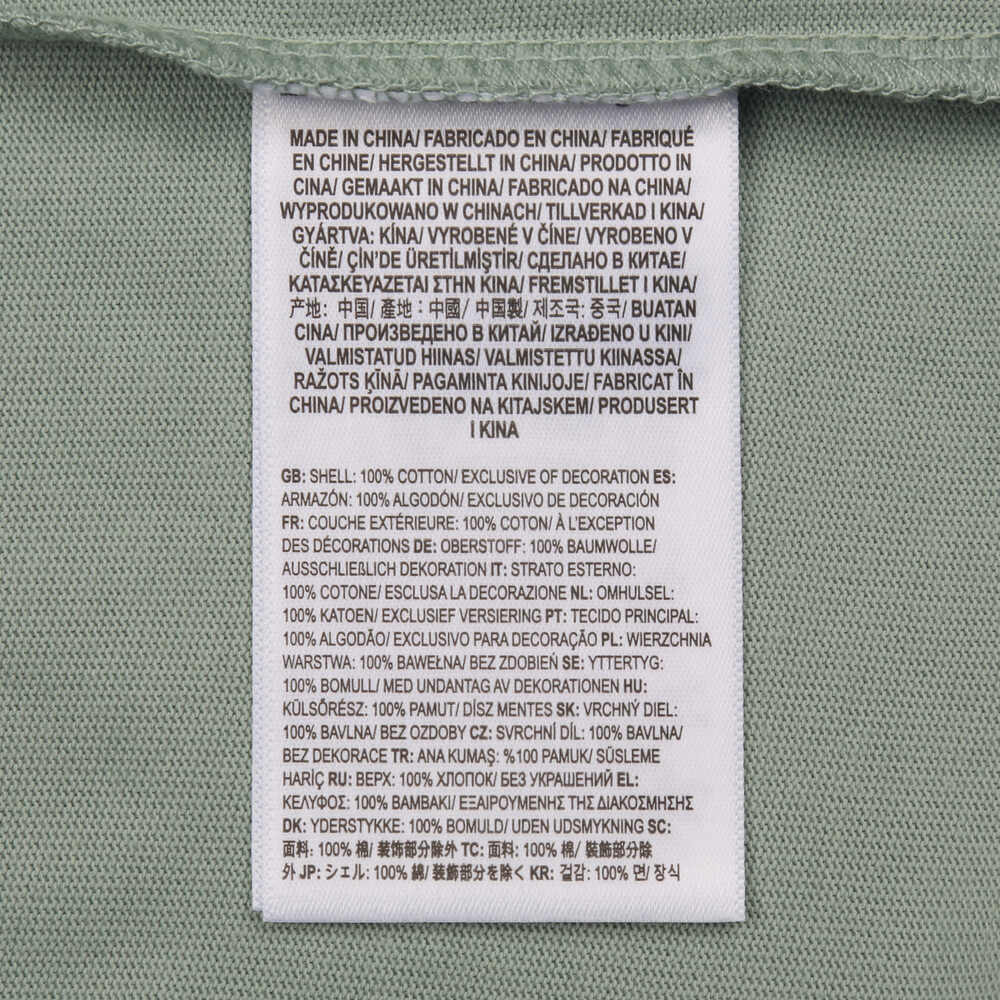 MADE IN CHINA/ FABRICADO EN CHINA/ FABRIQUÉ
EN CHINE/ HERGESTELLT IN CHINA/ PRODOTTO IN
CINA/ GEMAAKT IN CHINA/ FABRICADO NA CHINA/
WYPRODUKOWANO W CHINACH/ TILLVERKAD I KINA/
GYÁRTVA: KÍNA/ VYROBENÉ V ČÍNE/ VYROBENO V
ČÍNĚ/ ÇİN'DE ÜRETİLMİŞTİR/ СДЕЛАНО В КИТАЕ/
ΚΑΤΑΣΚΕΥΑΖΕΤΑΙ ΣΤΗΝ ΚΙΝΑ/ FREMSTILLET I KINA/
产地: 中国/ 產地: 中國/ 中国製/ 제조국: 중국/ BUATAN
CINA/ ПРОИЗВЕДЕНО В КИТАЙ/ IZRAĐENO U KINI/
VALMISTATUD HIINAS/ VALMISTETTU KIINASSA/
RAŽOTS ĶĪNĀ/ PAGAMINTA KINIJOJE/ FABRICAT ÎN
CHINA/ PROIZVEDENO NA KITAJSKEM/ PRODUSERT
I KINA
GB: SHELL: 100% COTTON/ EXCLUSIVE OF DECORATION ES:
ARMAZÓN: 100% ALGODÓN/ EXCLUSIVO DE DECORACIÓN
FR: COUCHE EXTÉRIEURE: 100% COTON/ À L'EXCEPTION
DES DÉCORATIONS DE: OBERSTOFF: 100% BAUMWOLLE/
AUSSCHLIEßLICH DEKORATION IT: STRATO ESTERNO:
100% COTONE/ ESCLUSA LA DECORAZIONE NL: OMHULSEL:
100% KATOEN/ EXCLUSIEF VERSIERING PT: TECIDO PRINCIPAL:
100% ALGODÃO/ EXCLUSIVO PARA DECORAÇÃO PL: WIERZCHNIA
WARSTWA: 100% BAWEŁNA/ BEZ ZDOBIEŃ SE: YTTERTYG:
100% BOMULL/ MED UNDANTAG AV DEKORATIONEN HU:
KÜLSŐRÉSZ: 100% PAMUT/ DÍSZ MENTES SK: VRCHNÝ DIEL:
100% BAVLNA/ BEZ OZDOBY CZ: SVRCHNÍ DÍL: 100% BAVLNA/
BEZ DEKORACE TR: ANA KUMAŞ: %100 PAMUK/ SÜSLEME
HARİÇ RU: ВЕРХ: 100% ХЛОПОК/ БЕЗ УКРАШЕНИЙ EL:
ΚΕΛΥΦΟΣ: 100% ΒΑΜΒΑΚΙ/ ΕΞΑΙΡΟΥΜΕΝΗΣ ΤΗΣ ΔΙΑΚΟΣΜΗΣΗΣ
DK: YDERSTYKKE: 100% BOMULD/ UDEN UDSMYKNING SC:
面料: 100% 棉/ 装饰部分除外 TC: 面料: 100% 棉/ 裝飾部分除
外 JP: シェル: 100% 綿/ 装飾部分を除く KR: 겉감: 100% 면/ 장식